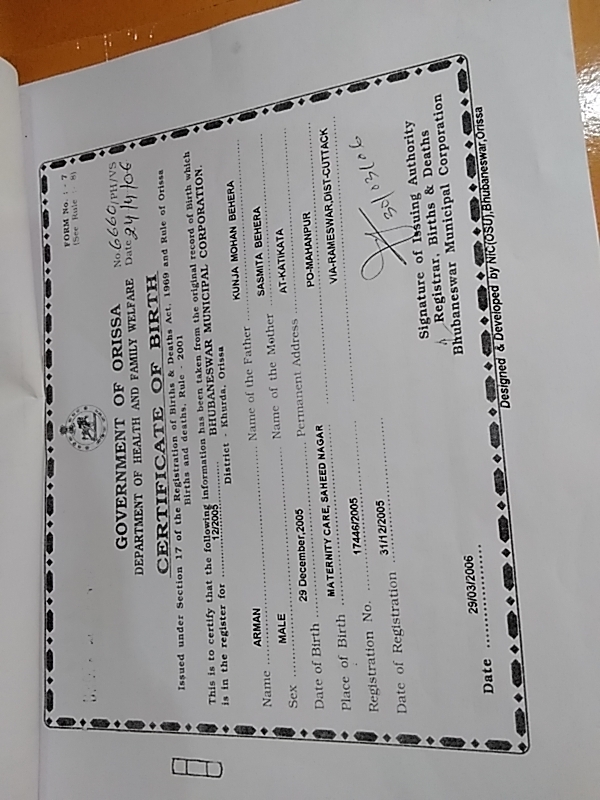 FORM No. : - 7
(See Rule : - 8)
GOVERNMENT OF ORISSA
No. 6660/PH/VS
DEPARTMENT OF HEALTH AND FAMILY WELFARE
Date 24/4/06
CERTIFICATE OF BIRTH
Issued under Section 17 of the Registration of Births & Deaths Act, 1969 and Rule of Orissa
Births and deaths, Rule - 2001
This is to certify that the following information has been taken from the original record of Birth which
is in the register for 12/2005 BHUBANESWAR MUNICIPAL CORPORATION.
District - Khurda, Orissa
Name ARMAN Name of the Father KUNJA MOHAN BEHERA
Sex MALE Name of the Mother SASMITA BEHERA
Date of Birth 29 December,2005 Permanent Address AT-KATIKATA
Place of Birth MATERNITY CARE, SAHEED NAGAR PO-MAHANPUR
Registration No. 17446/2005 VIA-RAMESWAR,DIST-CUTTACK
Date of Registration 31/12/2005
30/03/06
Signature of Issuing Authority
Registrar, Births & Deaths
Bhubaneswar Municipal Corporation
Date 29/03/2006
Designed & Developed by NIC(OSU),Bhubaneswar,Orissa